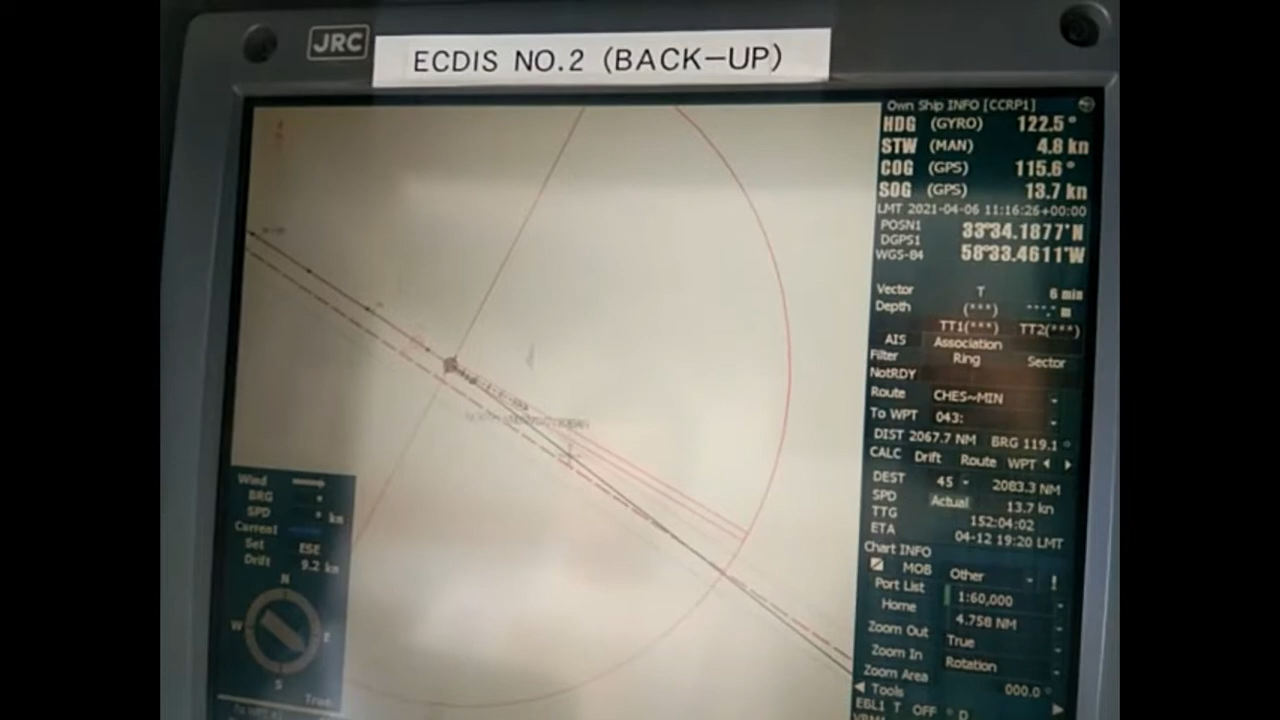 JRC
ECDIS NO.2 (BACK-UP)
Own Ship INFO [CCRP1]
HDG (GYRO) 122.5°
STW (MAN) 4.8 kn
COG (GPS) 115.6°
SOG (GPS) 13.7 kn
LMT 2021-04-06 11:16:26+00:00
POSN1 33°34.1877'N
DGPS1
WGS-84 58°33.4611'W
Vector T 6 min
Depth (***) ---.- m
TT1(***) TT2(***)
AIS Association
Filter Ring Sector
NotRDY
Route CHES~MIN
To WPT 043:
DIST 2067.7 NM BRG 119.1°
CALC Drift Route WPT
DEST 45 2083.3 NM
SPD Actual 13.7 kn
TTG 152:04:02
ETA 04-12 19:20 LMT
Chart INFO
MOB Other !
Port List 1:60,000
Home 4.758 NM
Zoom Out True
Zoom In Rotation
Zoom Area 000.0°
Tools
EBL1 T OFF ° D
Wind
BRG °
SPD ° kn
Current
Set ESE
Drift 9.2 kn
N
W E
S
True